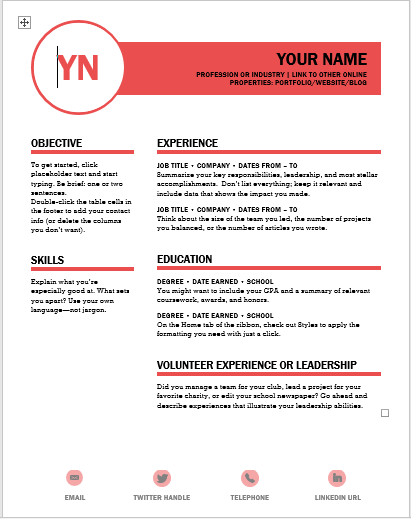 YN
YOUR NAME
PROFESSION OR INDUSTRY | LINK TO OTHER ONLINE
PROPERTIES: PORTFOLIO/WEBSITE/BLOG
OBJECTIVE
To get started, click
placeholder text and start
typing. Be brief: one or two
sentences.
Double-click the table cells in
the footer to add your contact
info (or delete the columns
you don't want).
SKILLS
Explain what you're
especially good at. What sets
you apart? Use your own
language—not jargon.
EXPERIENCE
JOB TITLE • COMPANY • DATES FROM – TO
Summarize your key responsibilities, leadership, and most stellar
accomplishments. Don't list everything; keep it relevant and
include data that shows the impact you made.
JOB TITLE • COMPANY • DATES FROM – TO
Think about the size of the team you led, the number of projects
you balanced, or the number of articles you wrote.
EDUCATION
DEGREE • DATE EARNED • SCHOOL
You might want to include your GPA and a summary of relevant
coursework, awards, and honors.
DEGREE • DATE EARNED • SCHOOL
On the Home tab of the ribbon, check out Styles to apply the
formatting you need with just a click.
VOLUNTEER EXPERIENCE OR LEADERSHIP
Did you manage a team for your club, lead a project for your
favorite charity, or edit your school newspaper? Go ahead and
describe experiences that illustrate your leadership abilities.
EMAIL
TWITTER HANDLE
TELEPHONE
in
LINKEDIN URL